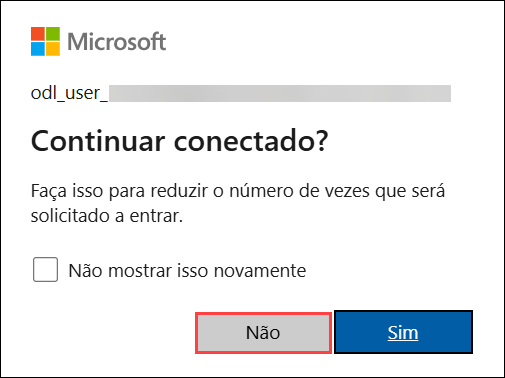 Microsoft
odl_user_
Continuar conectado?
Faça isso para reduzir o número de vezes que será
solicitado a entrar.
Não mostrar isso novamente
Não
Sim